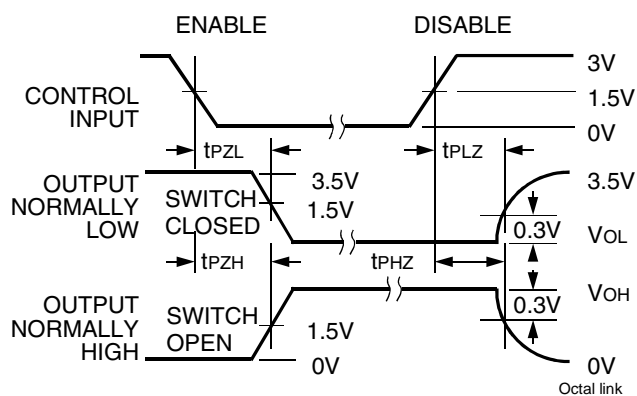 ENABLE DISABLE
3V
CONTROL
INPUT
1.5V
0V
tPZL tPLZ
OUTPUT
NORMALLY
LOW
SWITCH
CLOSED
3.5V
1.5V
3.5V
0.3V
VOL
tPZH tPHZ
OUTPUT
NORMALLY
HIGH
SWITCH
OPEN
1.5V
0V
0.3V
VOH
0V
Octal link